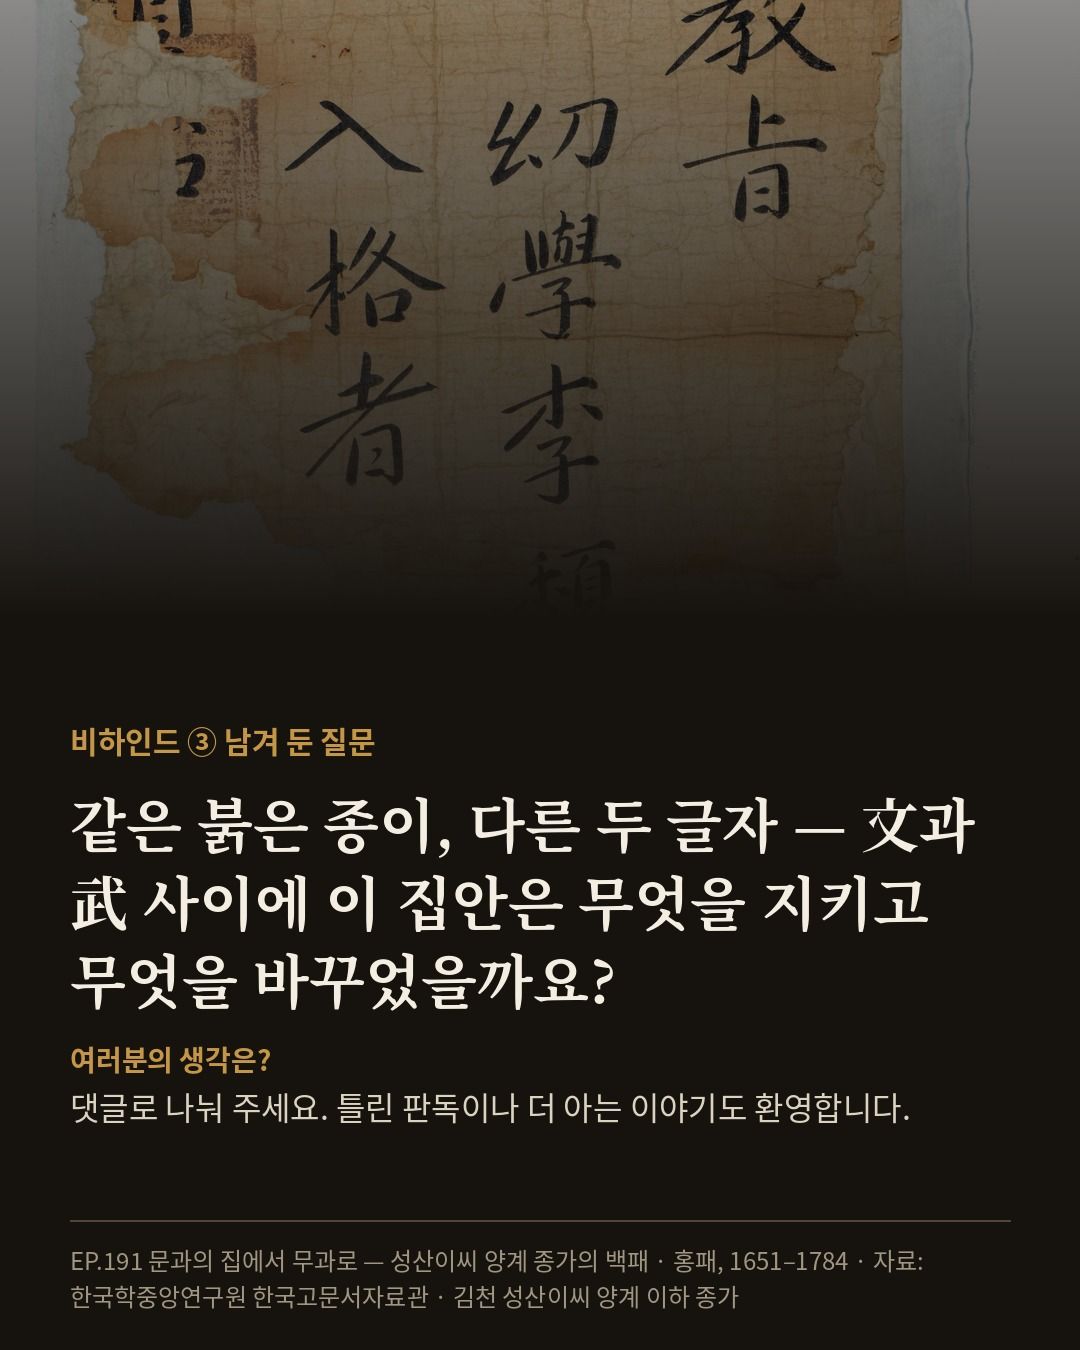 教旨
幼學李
入格者
비하인드 ③ 남겨 둔 질문
같은 붉은 종이, 다른 두 글자 — 文과
武 사이에 이 집안은 무엇을 지키고
무엇을 바꾸었을까요?
여러분의 생각은?
댓글로 나눠 주세요. 틀린 판독이나 더 아는 이야기도 환영합니다.
EP.191 문과의 집에서 무과로 — 성산이씨 양계 종가의 백패 · 홍패, 1651–1784 · 자료:
한국학중앙연구원 한국고문서자료관 · 김천 성산이씨 양계 이하 종가